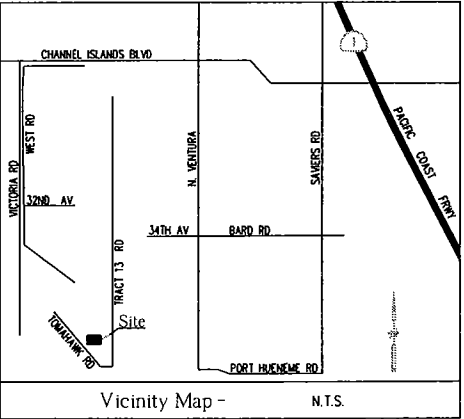 1
CHANNEL ISLANDS BLVD
WEST RD
VICTORIA RD
N. VENTURA
SAVIERS RD
PACIFIC COAST FRWY
32ND AV
34TH AV
BARD RD
TRACT 13 RD
Site
TOMAHAWK RD
PORT HUENEME RD
Vicinity Map -
N.T.S.